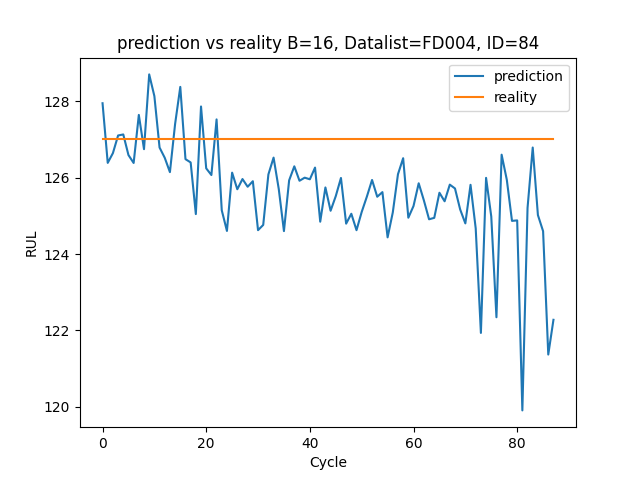 prediction vs reality B=16, Datalist=FD004, ID=84
prediction
reality
RUL
128
126
124
122
120
0 20 40 60 80
Cycle